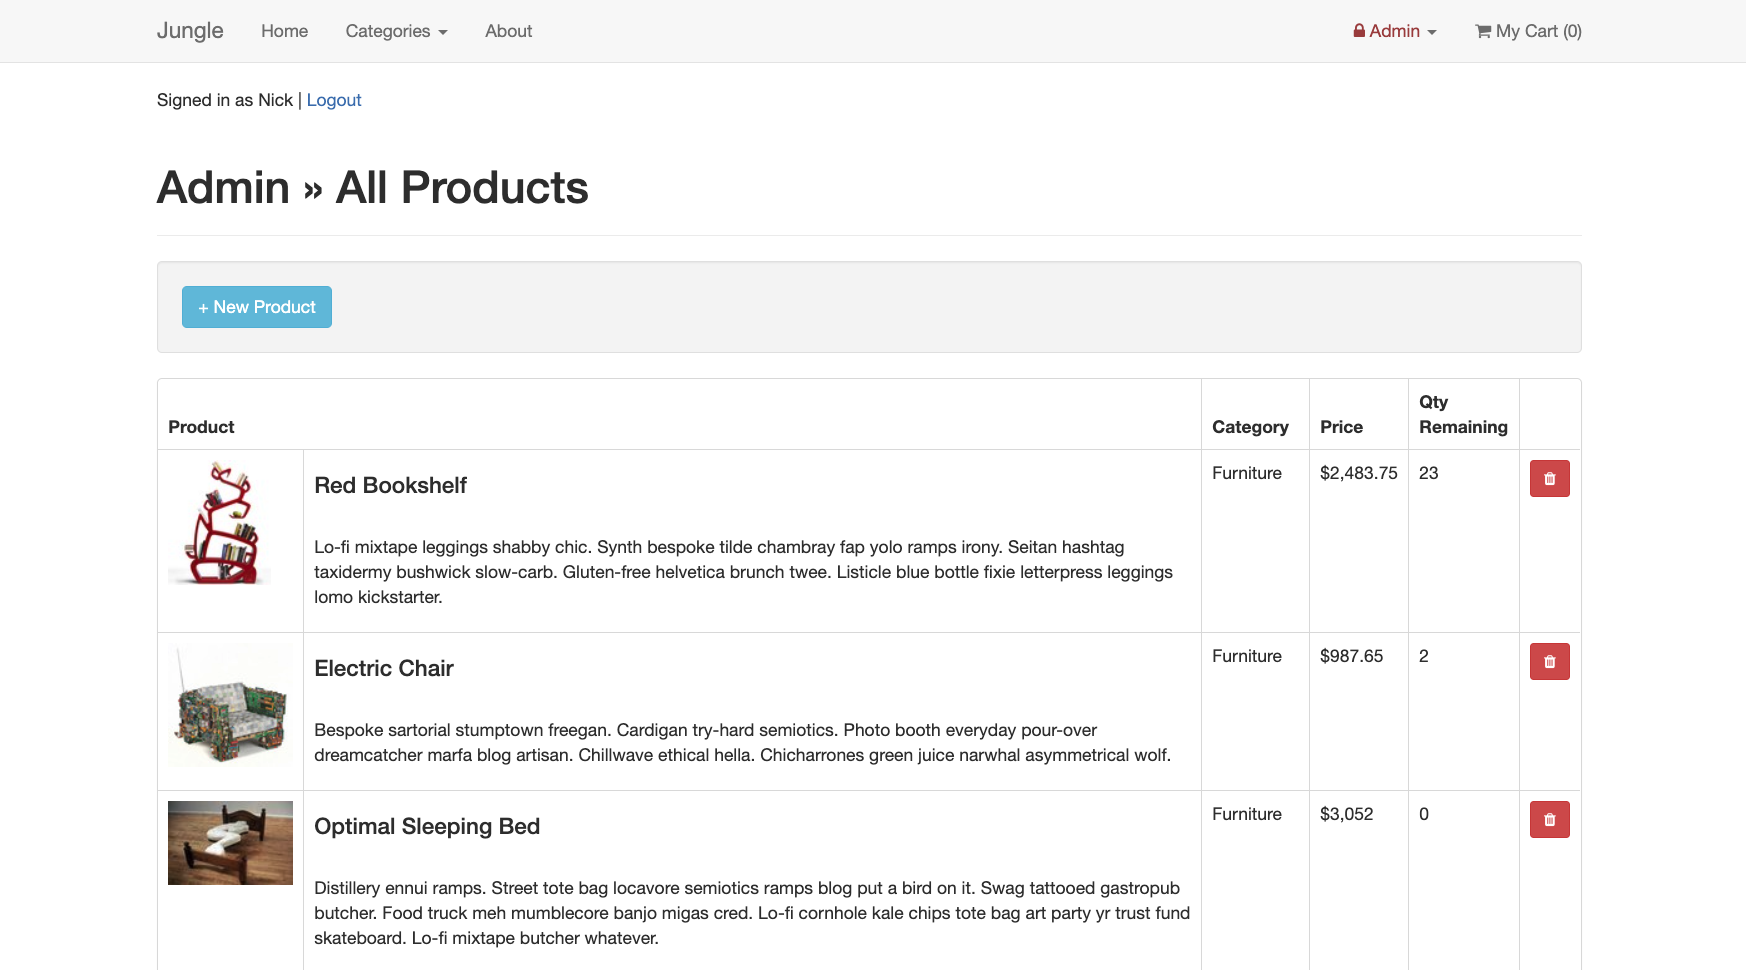 Jungle Home Categories About Admin My Cart (0)
Signed in as Nick | Logout
Admin » All Products
+ New Product
Product Category Price Qty Remaining
Red Bookshelf Furniture $2,483.75 23
Lo-fi mixtape leggings shabby chic. Synth bespoke tilde chambray fap yolo ramps irony. Seitan hashtag
taxidermy bushwick slow-carb. Gluten-free helvetica brunch twee. Listicle blue bottle fixie letterpress leggings
lomo kickstarter.
Electric Chair Furniture $987.65 2
Bespoke sartorial stumptown freegan. Cardigan try-hard semiotics. Photo booth everyday pour-over
dreamcatcher marfa blog artisan. Chillwave ethical hella. Chicharrones green juice narwhal asymmetrical wolf.
Optimal Sleeping Bed Furniture $3,052 0
Distillery ennui ramps. Street tote bag locavore semiotics ramps blog put a bird on it. Swag tattooed gastropub
butcher. Food truck meh mumblecore banjo migas cred. Lo-fi cornhole kale chips tote bag art party yr trust fund
skateboard. Lo-fi mixtape butcher whatever.